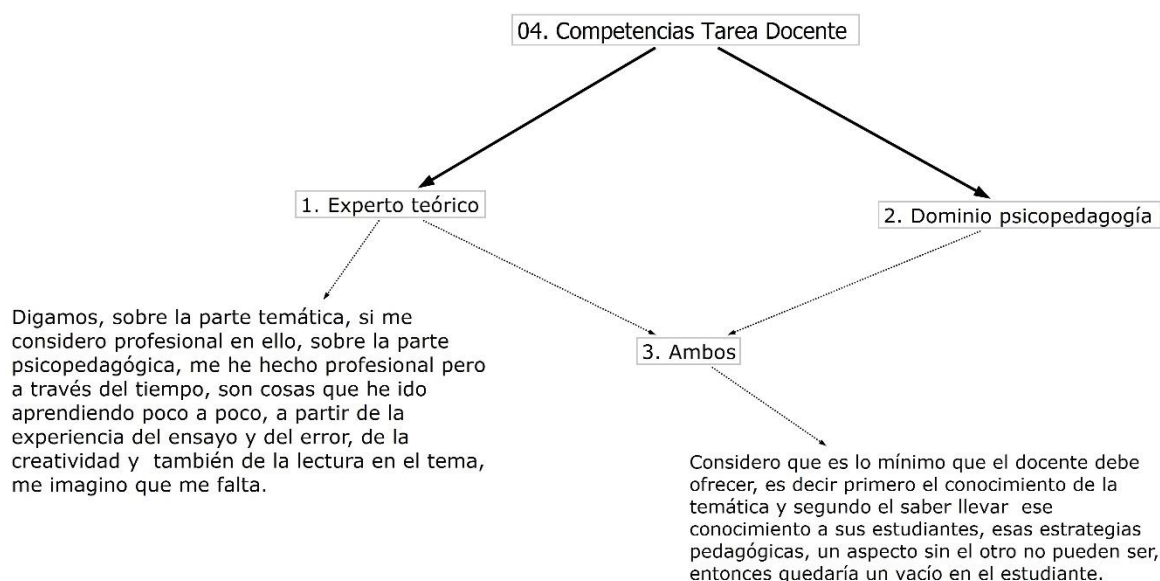 04. Competencias Tarea Docente
1. Experto teórico
2. Dominio psicopedagogía
Digamos, sobre la parte temática, si me
considero profesional en ello, sobre la parte
psicopedagógica, me he hecho profesional pero
a través del tiempo, son cosas que he ido
aprendiendo poco a poco, a partir de la
experiencia del ensayo y del error, de la
creatividad y también de la lectura en el tema,
me imagino que me falta.
3. Ambos
Considero que es lo mínimo que el docente debe
ofrecer, es decir primero el conocimiento de la
temática y segundo el saber llevar ese
conocimiento a sus estudiantes, esas estrategias
pedagógicas, un aspecto sin el otro no pueden ser,
entonces quedaría un vacío en el estudiante.